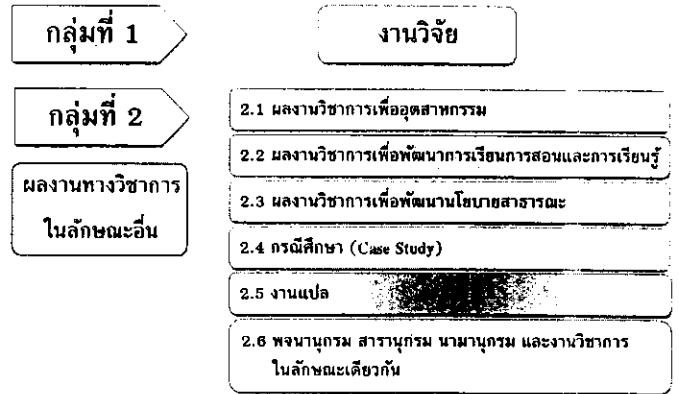 กลุ่มที่ 1
งานวิจัย
กลุ่มที่ 2
ผลงานทางวิชาการ
ในลักษณะอื่น
2.1 ผลงานวิชาการเพื่ออุตสาหกรรม
2.2 ผลงานวิชาการเพื่อพัฒนาการเรียนการสอนและการเรียนรู้
2.3 ผลงานวิชาการเพื่อพัฒนานโยบายสาธารณะ
2.4 กรณีศึกษา (Case Study)
2.5 งานแปล
2.6 พจนานุกรม สารานุกรม นามานุกรม และงานวิชาการ
ในลักษณะเดียวกัน